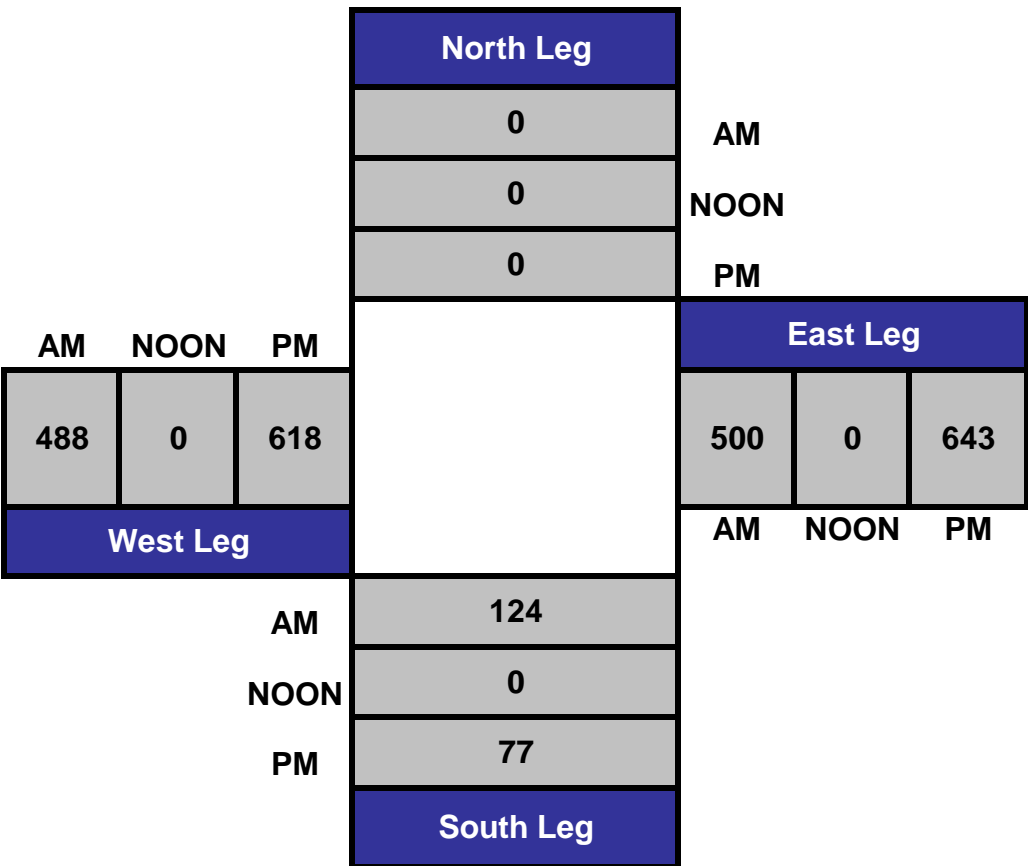 North Leg
0 AM
0 NOON
0 PM
AM NOON PM
East Leg
488 0 618
500 0 643
West Leg
AM NOON PM
AM 124
NOON 0
PM 77
South Leg